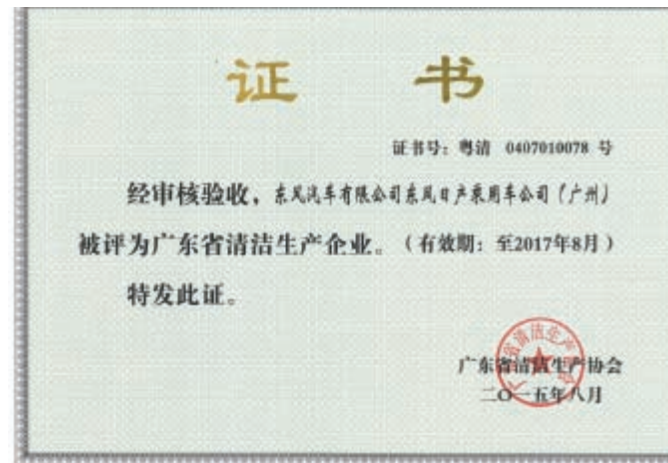 证 书
证书号：粤清 0407010078 号
经审核验收，东风汽车有限公司东风日产乘用车公司（广州）
被评为广东省清洁生产企业。（有效期：至2017年8月）
特发此证。
广东省清洁生产协会
二〇一五年八月